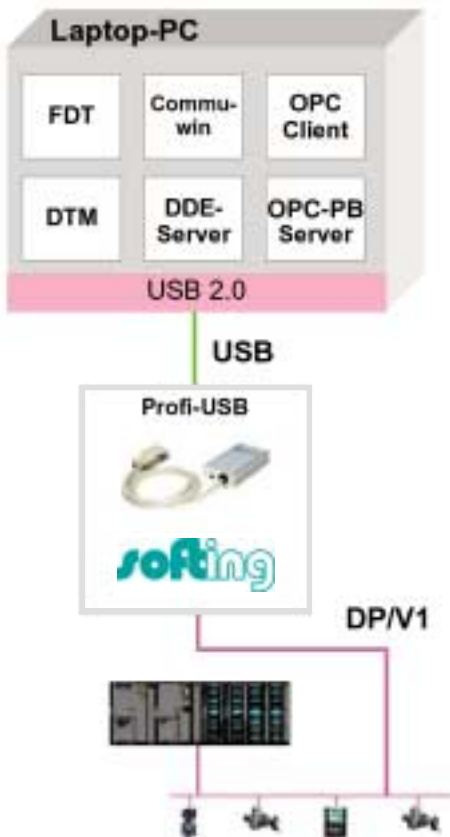 Laptop-PC
FDT
Commu-
win
OPC
Client
DTM
DDE-
Server
OPC-PB
Server
USB 2.0
USB
Profi-USB
softing
DP/V1